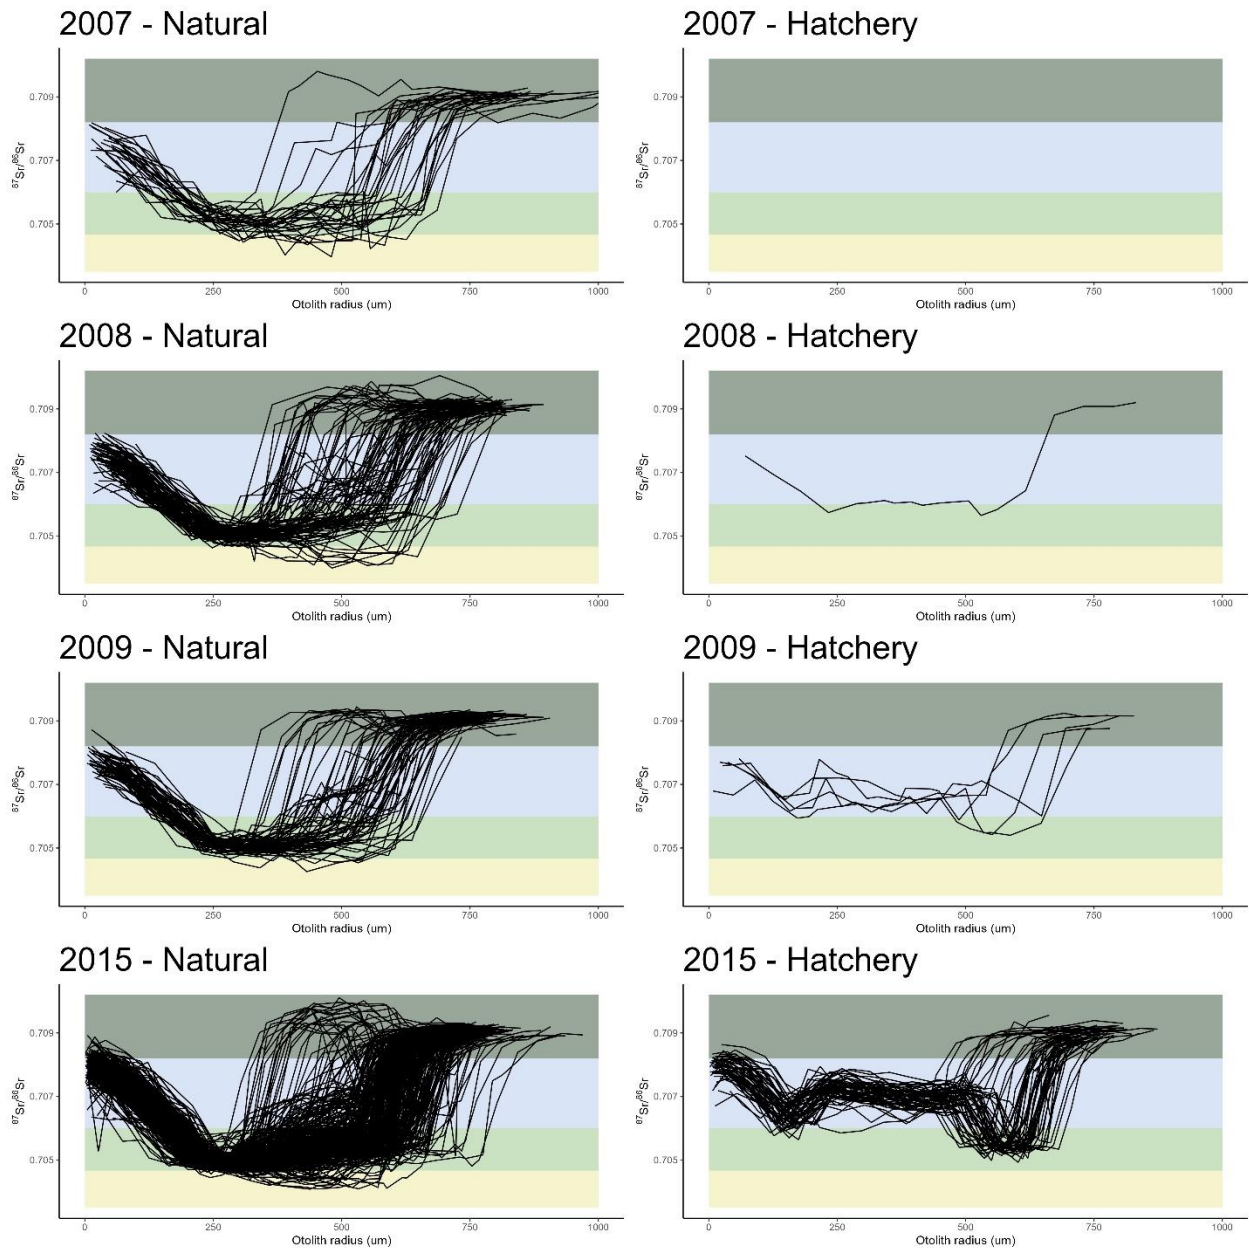 2007 - Natural
0.709
0.707
0.705
⁸⁷Sr/⁸⁶Sr
0 250 500 750 1000
Otolith radius (um)
2007 - Hatchery
0.709
0.707
0.705
⁸⁷Sr/⁸⁶Sr
0 250 500 750 1000
Otolith radius (um)
2008 - Natural
0.709
0.707
0.705
⁸⁷Sr/⁸⁶Sr
0 250 500 750 1000
Otolith radius (um)
2008 - Hatchery
0.709
0.707
0.705
⁸⁷Sr/⁸⁶Sr
0 250 500 750 1000
Otolith radius (um)
2009 - Natural
0.709
0.707
0.705
⁸⁷Sr/⁸⁶Sr
0 250 500 750 1000
Otolith radius (um)
2009 - Hatchery
0.709
0.707
0.705
⁸⁷Sr/⁸⁶Sr
0 250 500 750 1000
Otolith radius (um)
2015 - Natural
0.709
0.707
0.705
⁸⁷Sr/⁸⁶Sr
0 250 500 750 1000
Otolith radius (um)
2015 - Hatchery
0.709
0.707
0.705
⁸⁷Sr/⁸⁶Sr
0 250 500 750 1000
Otolith radius (um)